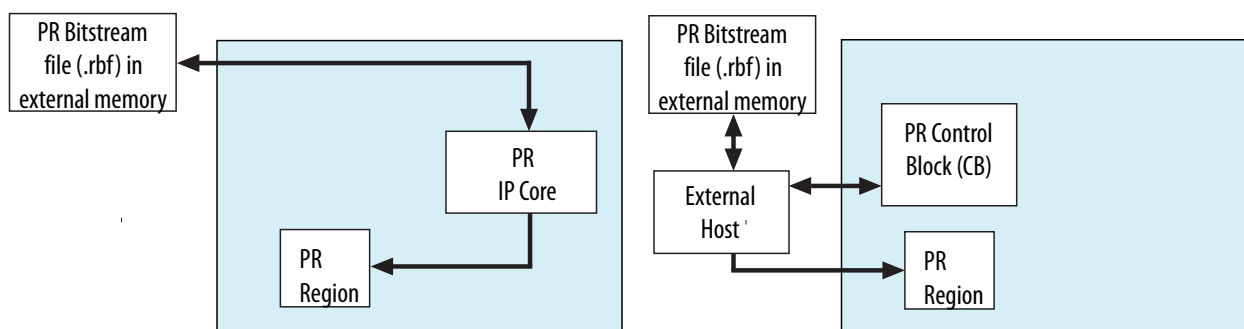 PR Bitstream
file (.rbf) in
external memory
PR
IP Core
PR
Region
PR Bitstream
file (.rbf) in
external memory
External
Host
PR Control
Block (CB)
PR
Region